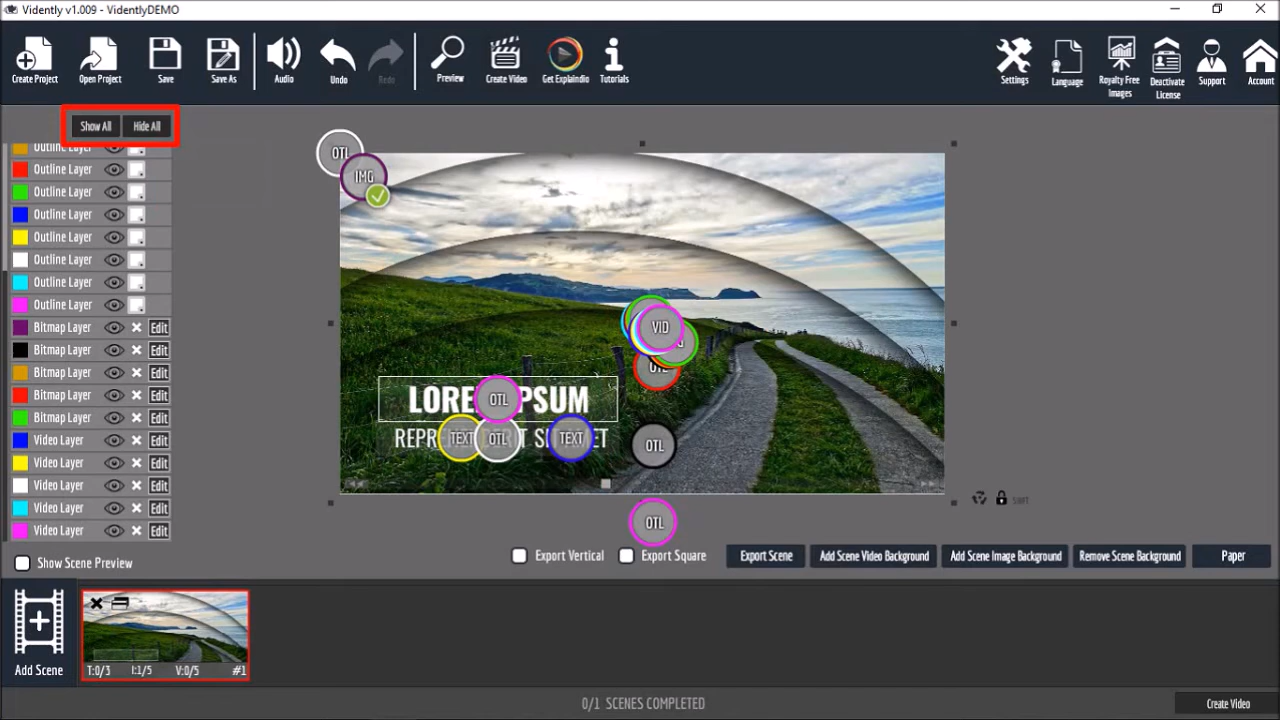 Vidently v1.009 - VidentlyDEMO
Create Project
Open Project
Save
Save As
Audio
Undo
Redo
Preview
Create Video
Get Explaindio
Tutorials
Settings
Language
Royalty Free
Images
Deactivate
License
Support
Account
Show All
Hide All
Outline Layer
Outline Layer
Outline Layer
Outline Layer
Outline Layer
Outline Layer
Outline Layer
Outline Layer
Bitmap Layer Edit
Bitmap Layer Edit
Bitmap Layer Edit
Bitmap Layer Edit
Bitmap Layer Edit
Video Layer Edit
Video Layer Edit
Video Layer Edit
Video Layer Edit
Video Layer Edit
OTL
IMG
VID
OTL
OTL
TEXT
OTL
TEXT
OTL
OTL
Show Scene Preview
Export Vertical
Export Square
Export Scene
Add Scene Video Background
Add Scene Image Background
Remove Scene Background
Paper
Add Scene
T:0/3 I:1/5 V:0/5 #1
0/1 SCENES COMPLETED
Create Video